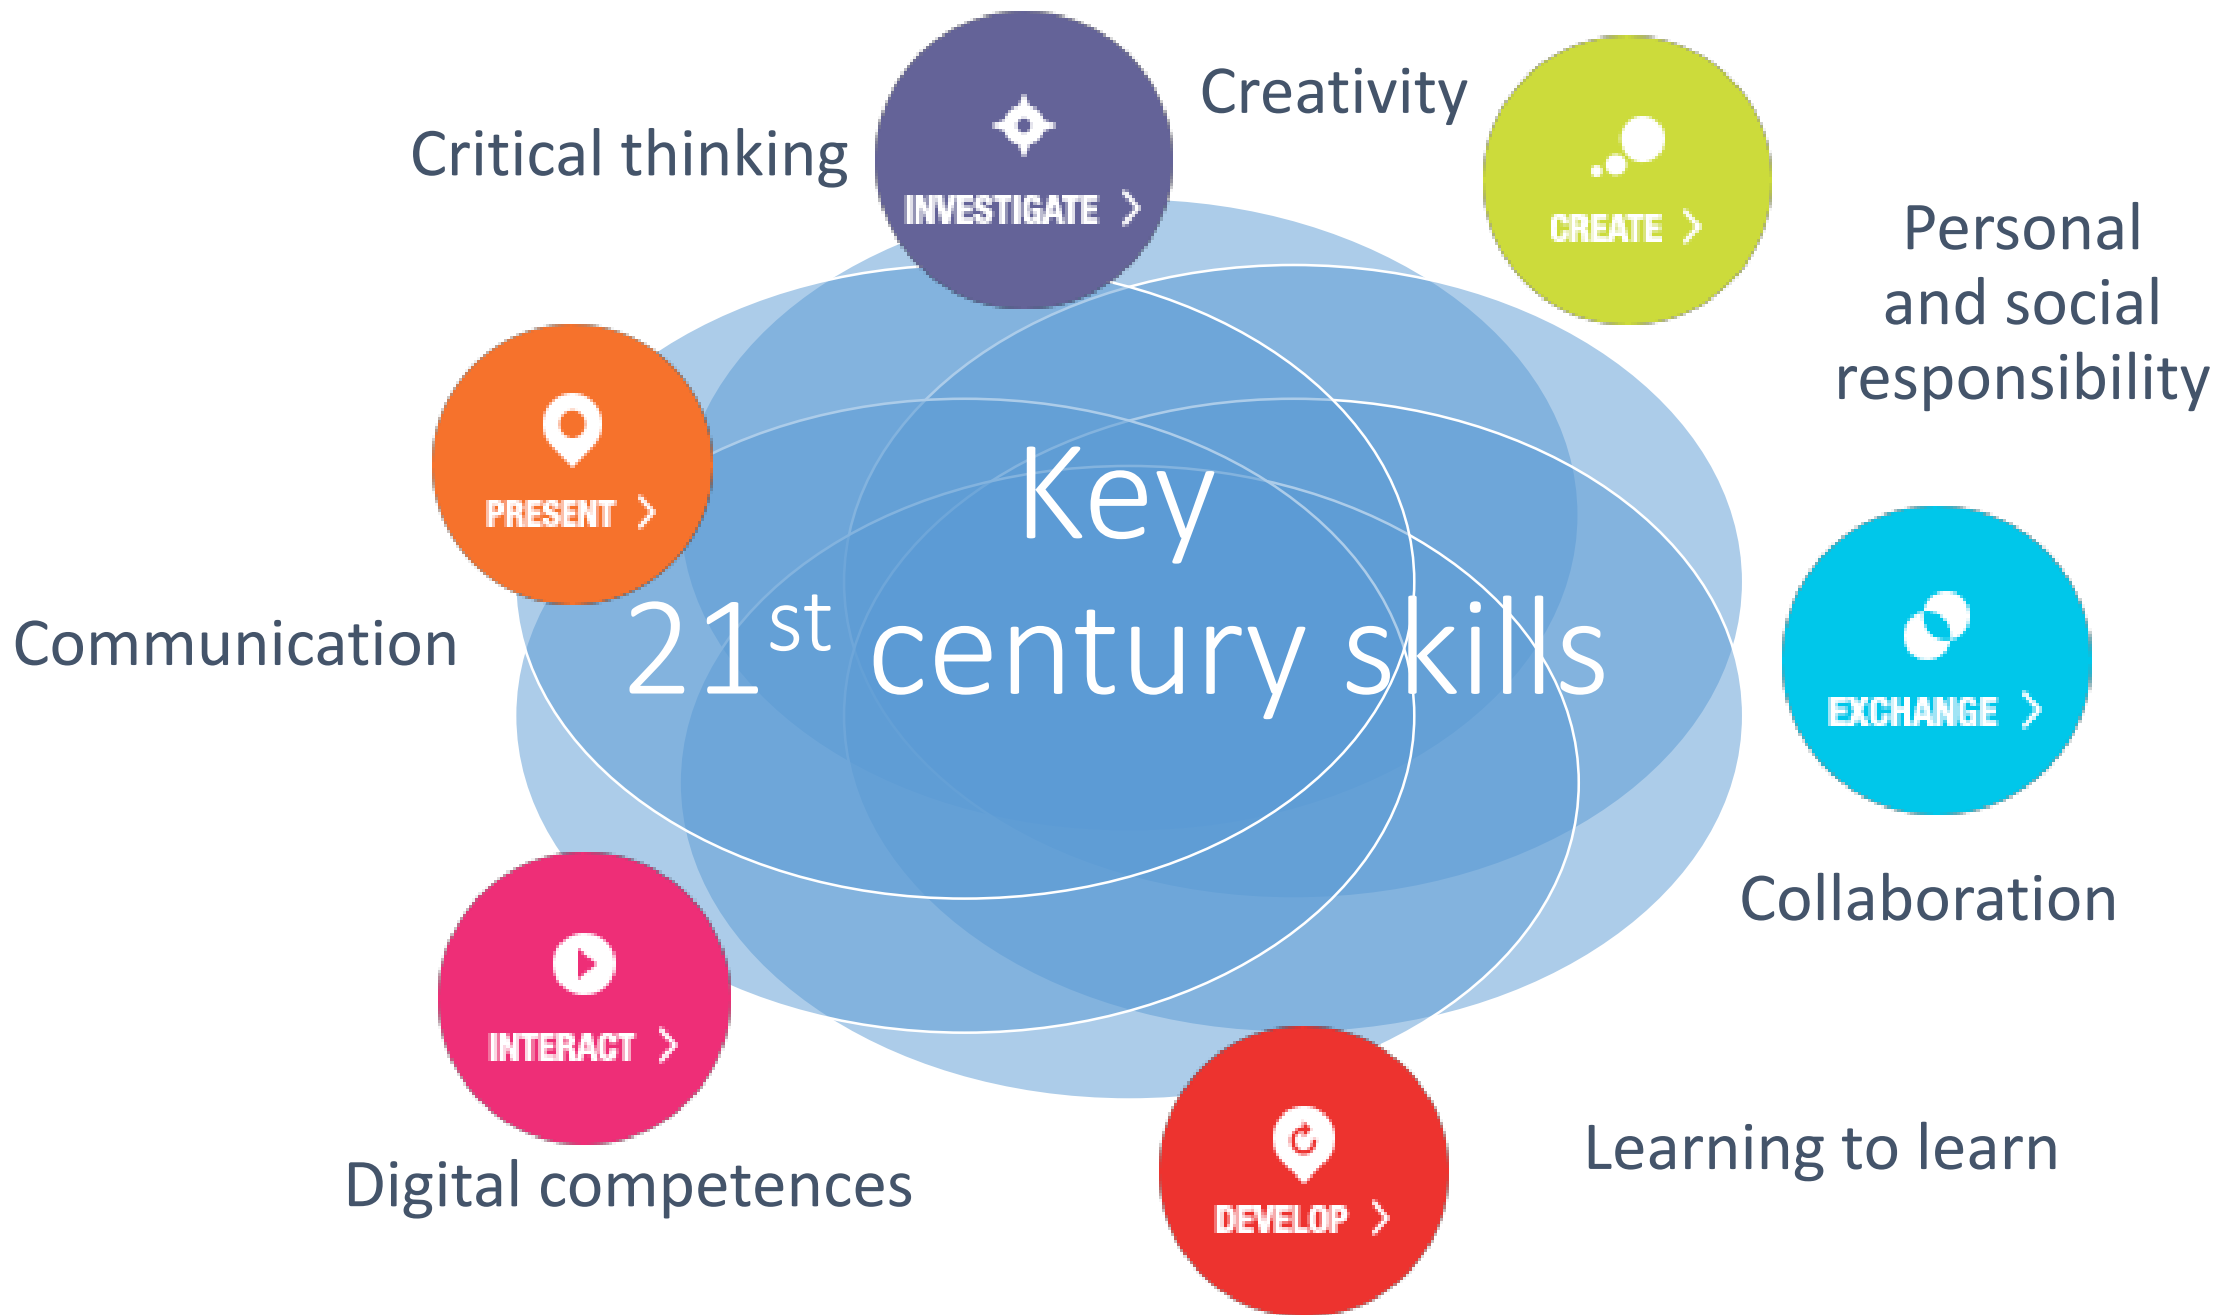 Creativity
Critical thinking
INVESTIGATE >
CREATE >
Personal
and social
responsibility
PRESENT >
Key
21st century skills
Communication
EXCHANGE >
Collaboration
INTERACT >
Learning to learn
Digital competences
DEVELOP >